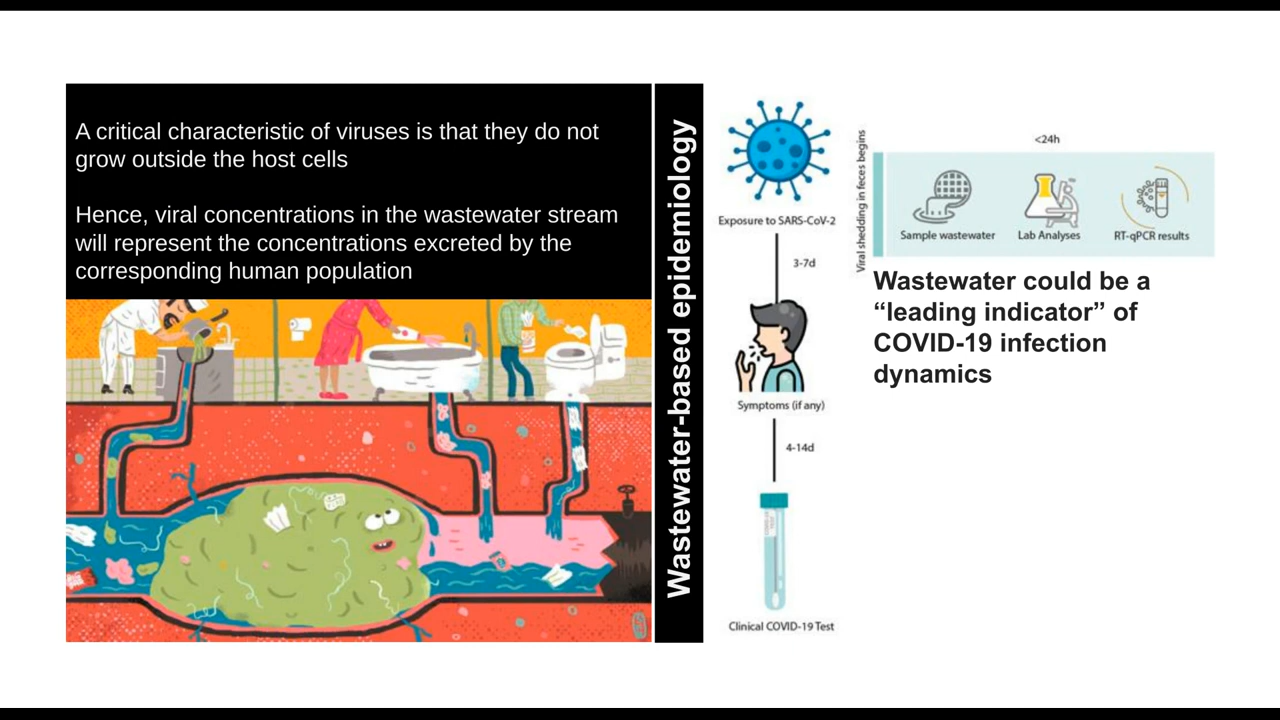 A critical characteristic of viruses is that they do not
grow outside the host cells
Hence, viral concentrations in the wastewater stream
will represent the concentrations excreted by the
corresponding human population
Wastewater-based epidemiology
Exposure to SARS-CoV-2
3-7d
Symptoms (if any)
4-14d
Clinical COVID-19 Test
Viral shedding in feces begins
<24h
Sample wastewater
Lab Analyses
RT-qPCR results
Wastewater could be a
“leading indicator” of
COVID-19 infection
dynamics